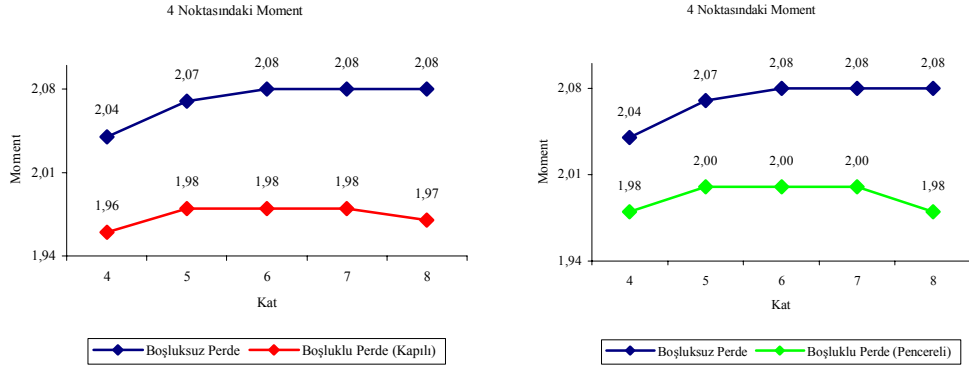 4 Noktasındaki Moment
2,04 2,07 2,08 2,08 2,08
1,96 1,98 1,98 1,98 1,97
2,08
2,01
1,94
Moment
4 5 6 7 8
Kat
Boşluksuz Perde Boşluklu Perde (Kapılı)
4 Noktasındaki Moment
2,04 2,07 2,08 2,08 2,08
1,98 2,00 2,00 2,00 1,98
2,08
2,01
1,94
Moment
4 5 6 7 8
Kat
Boşluksuz Perde Boşluklu Perde (Pencereli)